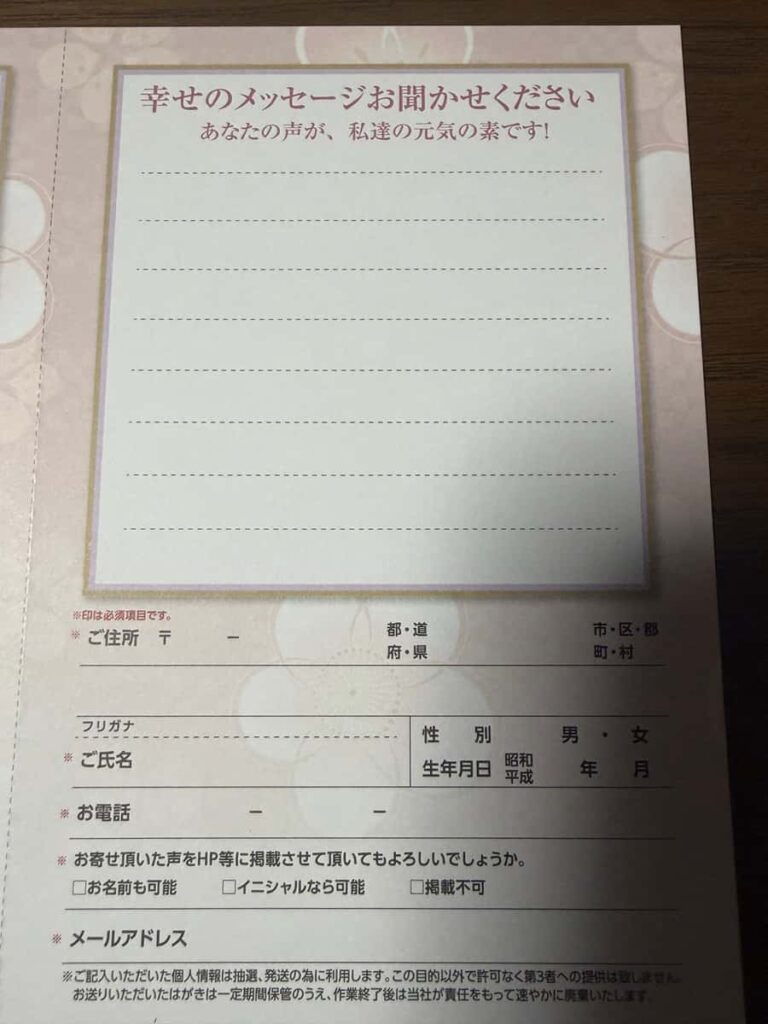 幸せのメッセージお聞かせください
あなたの声が、私達の元気の素です!
※印は必須項目です。
※ ご住所 〒 － 都・道 府・県 市・区・郡 町・村
フリガナ
※ ご氏名
性 別 男 ・ 女
生年月日 昭和 平成 年 月
※ お電話 － －
※ お寄せ頂いた声をHP等に掲載させて頂いてもよろしいでしょうか。
□お名前も可能 □イニシャルなら可能 □掲載不可
※ メールアドレス
※ご記入いただいた個人情報は抽選、発送の為に利用します。この目的以外で許可なく第3者への提供は致しません。
お送りいただいたはがきは一定期間保管のうえ、作業終了後は当社が責任をもって速やかに廃棄いたします。